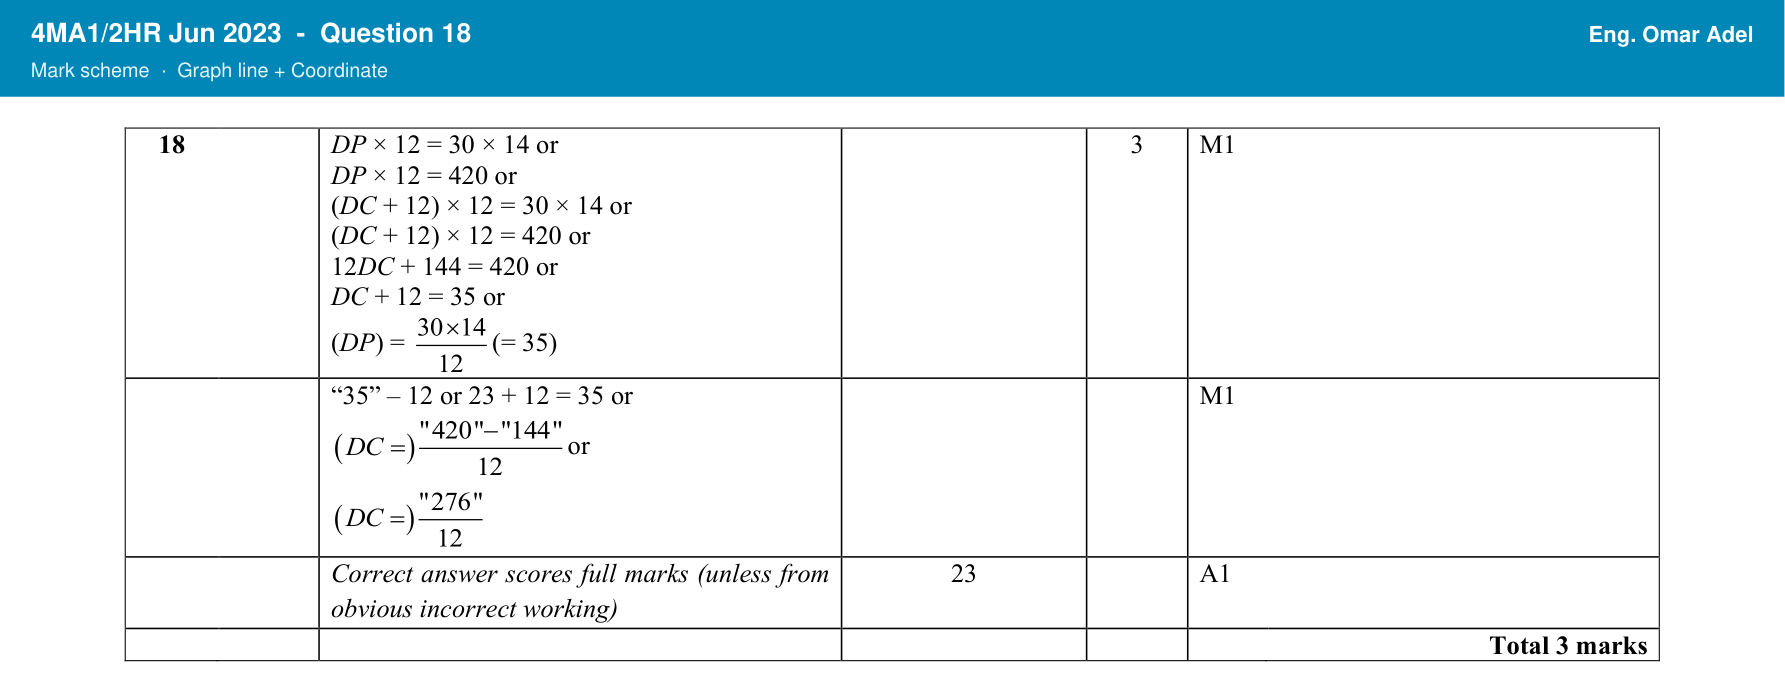 4MA1/2HR Jun 2023 - Question 18
Eng. Omar Adel
Mark scheme · Graph line + Coordinate
18
DP × 12 = 30 × 14 or
3
M1
DP × 12 = 420 or
(DC + 12) × 12 = 30 × 14 or
(DC + 12) × 12 = 420 or
12DC + 144 = 420 or
DC + 12 = 35 or
(DP) = 30×14/12 (= 35)
“35” – 12 or 23 + 12 = 35 or
M1
(DC =) "420"–"144"/12 or
(DC =) "276"/12
Correct answer scores full marks (unless from
23
A1
obvious incorrect working)
Total 3 marks